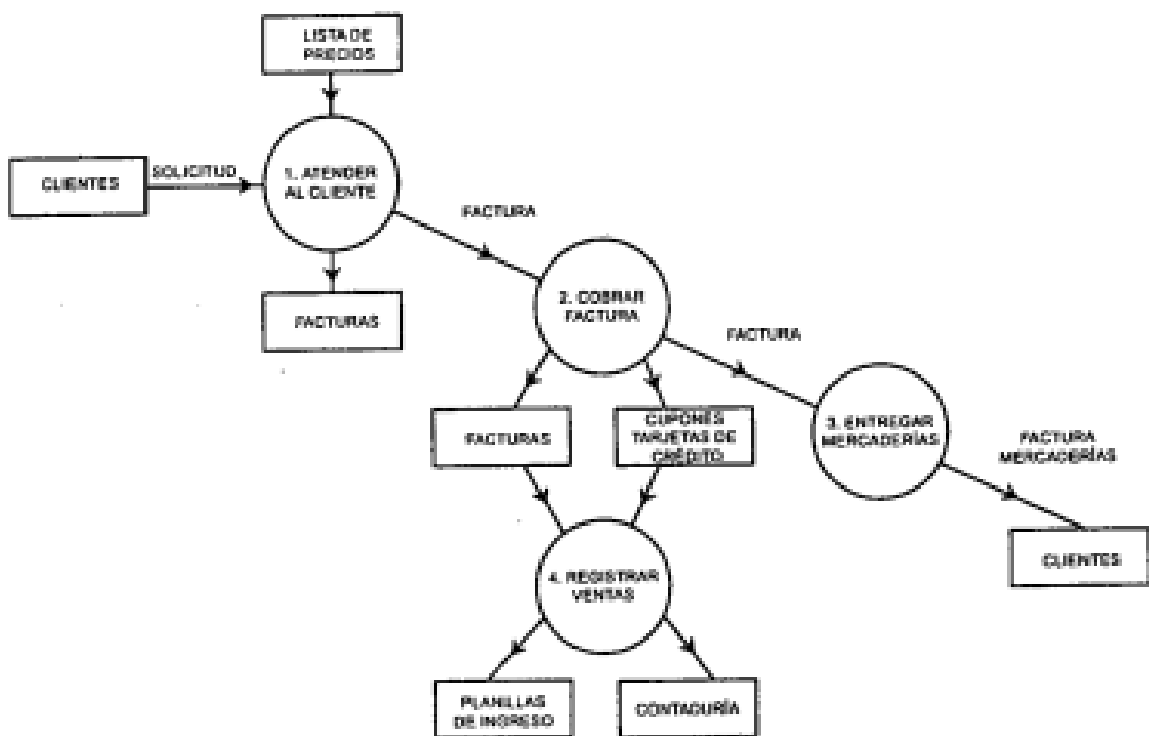 LISTA DE
PRECIOS
CLIENTES
SOLICITUD
1. ATENDER
AL CLIENTE
FACTURA
FACTURAS
2. COBRAR
FACTURA
FACTURA
FACTURAS
CUPONES
TARJETAS DE
CRÉDITO
3. ENTREGAR
MERCADERÍAS
FACTURA
MERCADERÍAS
CLIENTES
4. REGISTRAR
VENTAS
PLANILLAS
DE INGRESO
CONTADURÍA